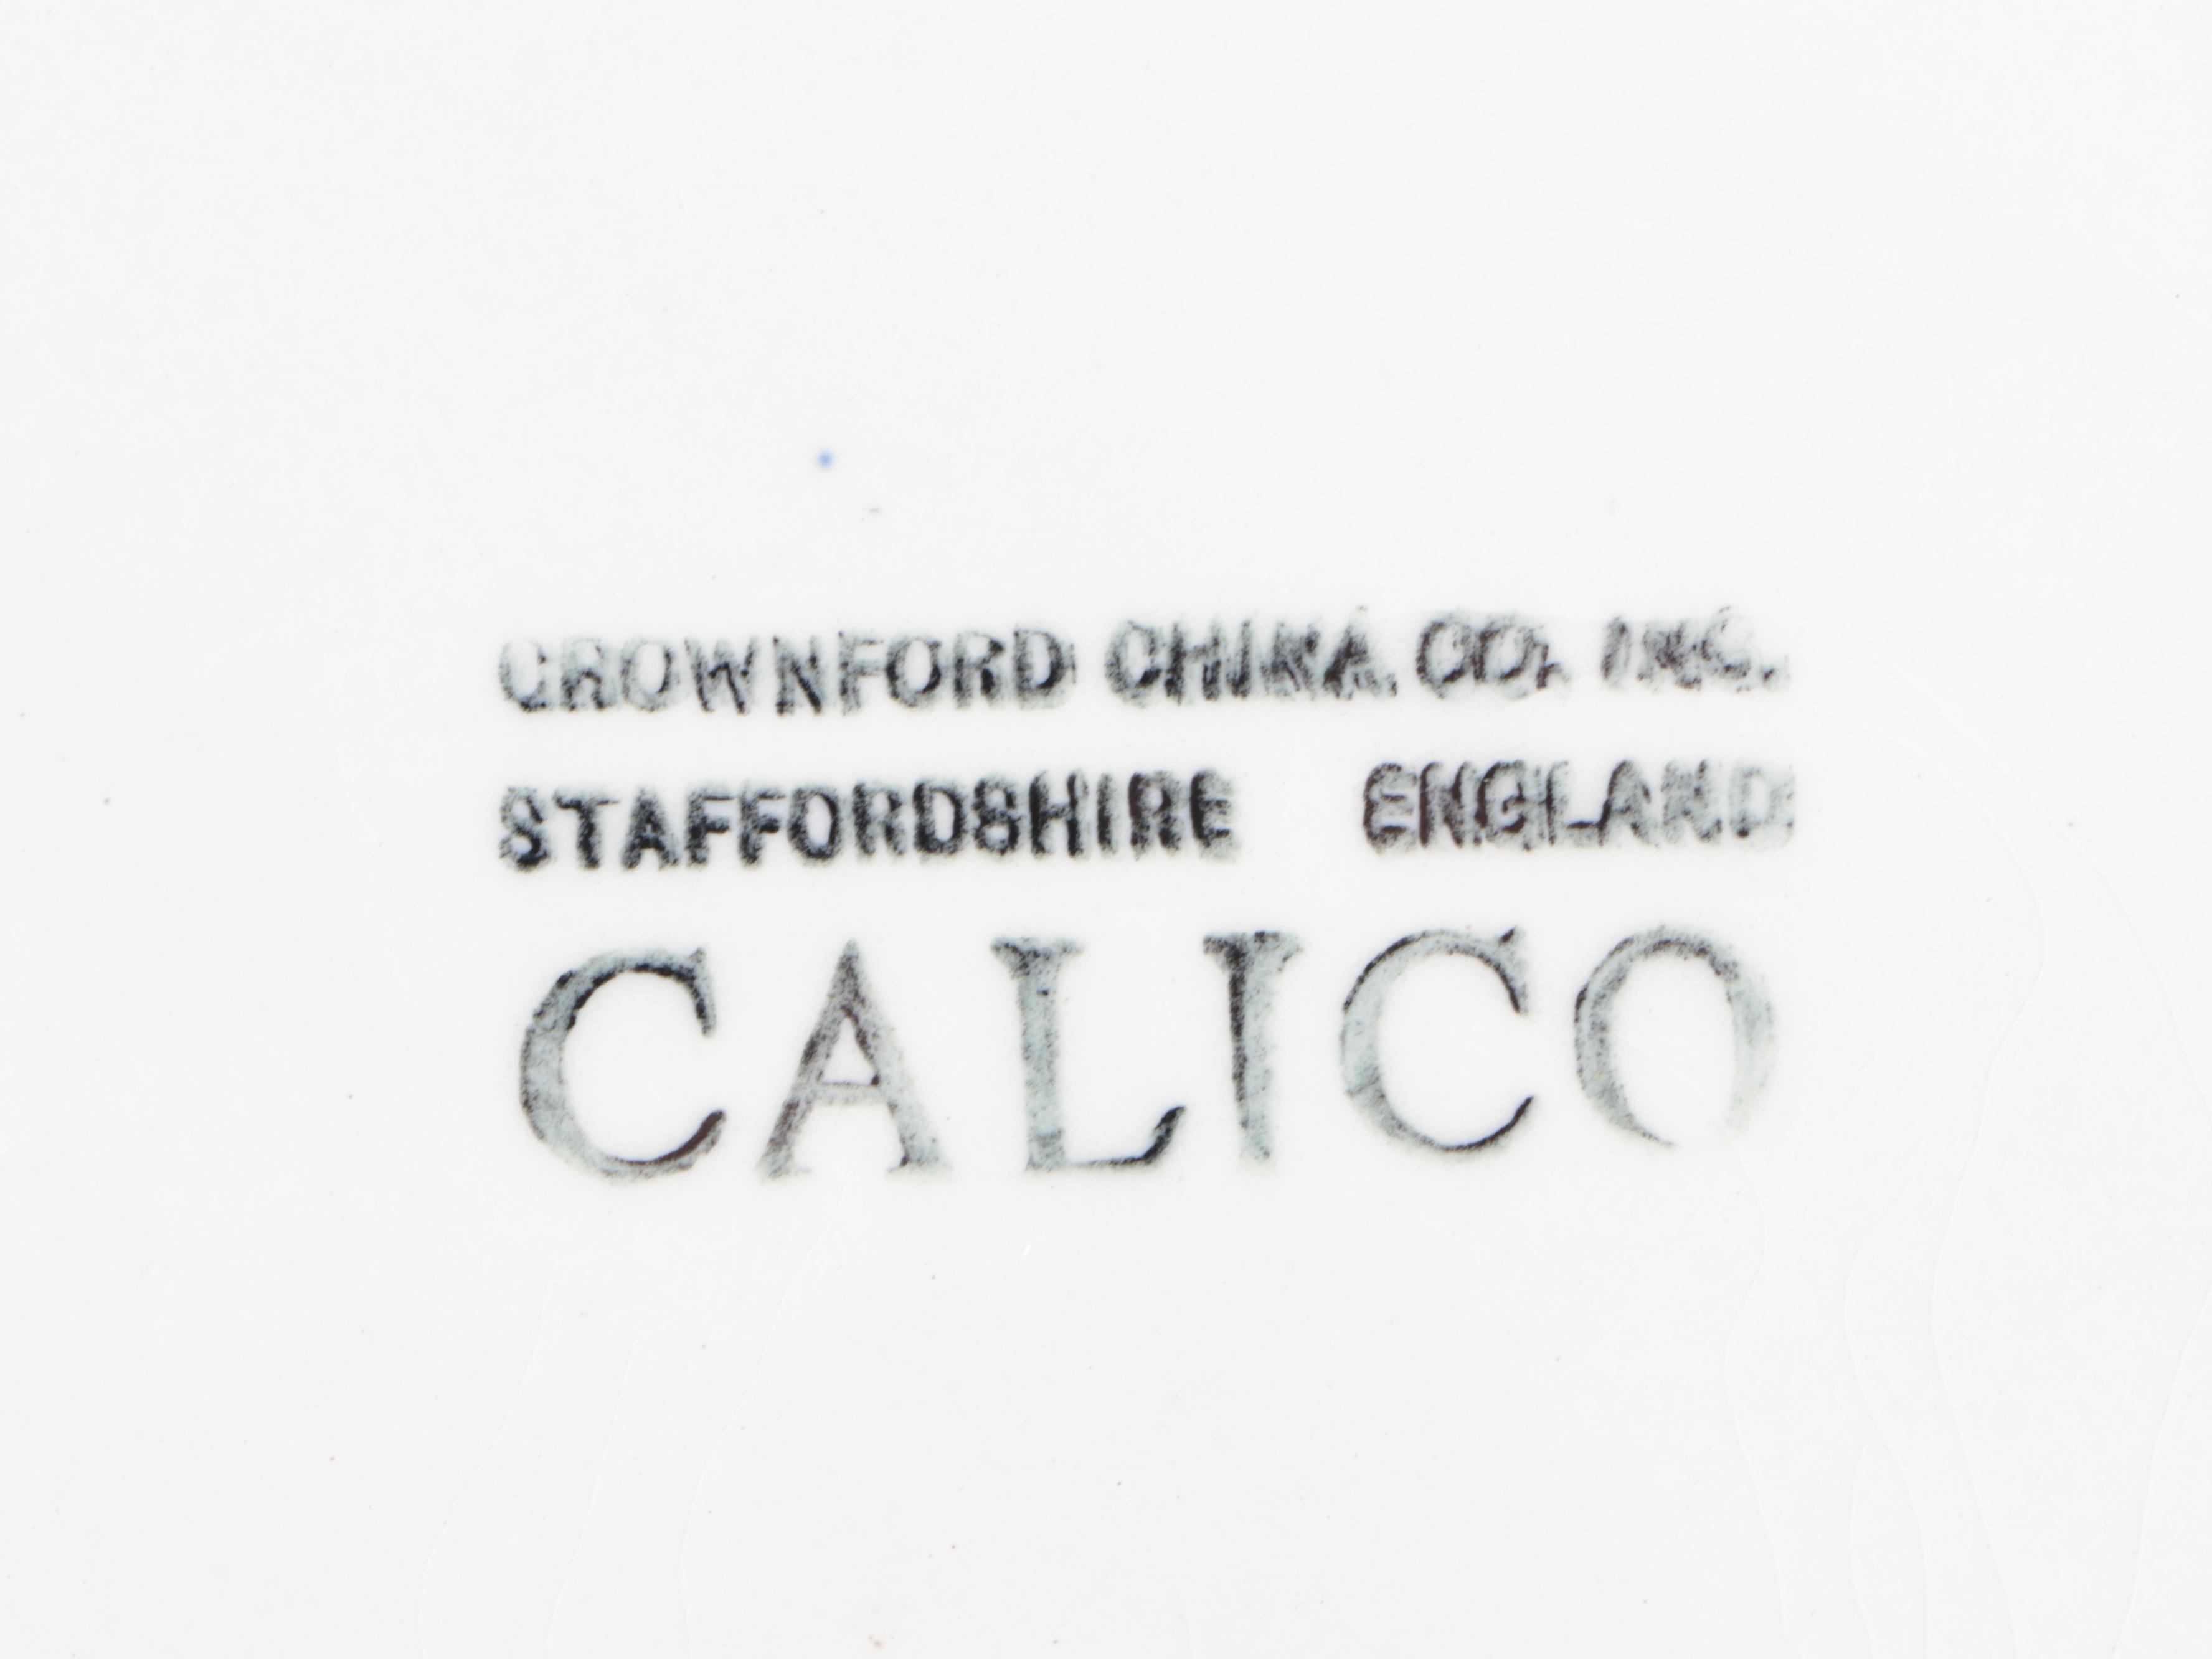 CROWNFORD CHINA CO. INC.
STAFFORDSHIRE ENGLAND
CALICO